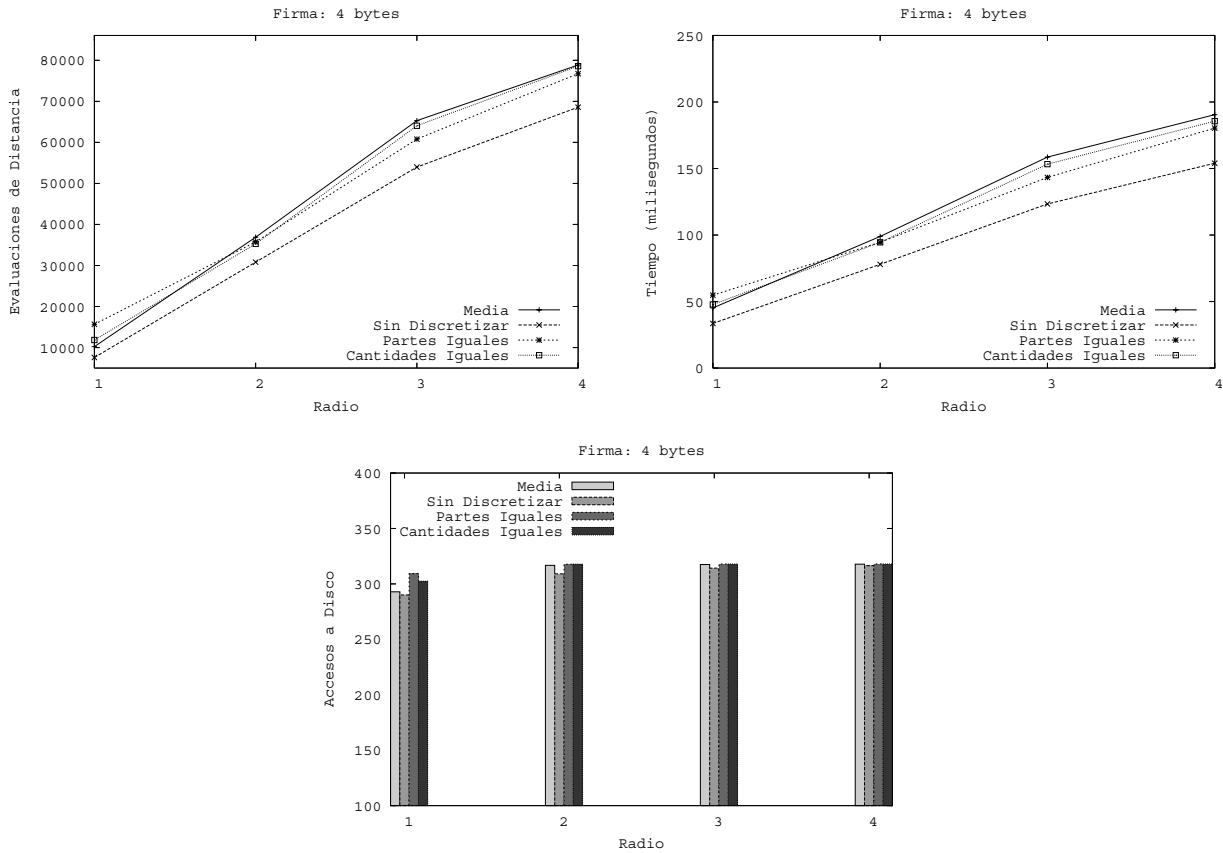 Firma: 4 bytes
Evaluaciones de Distancia
80000
70000
60000
50000
40000
30000
20000
10000
Media
Sin Discretizar
Partes Iguales
Cantidades Iguales
1 2 3 4
Radio
Firma: 4 bytes
Tiempo (milisegundos)
250
200
150
100
50
0
Media
Sin Discretizar
Partes Iguales
Cantidades Iguales
1 2 3 4
Radio
Firma: 4 bytes
Accesos a Disco
400
350
300
250
200
150
100
Media
Sin Discretizar
Partes Iguales
Cantidades Iguales
1 2 3 4
Radio